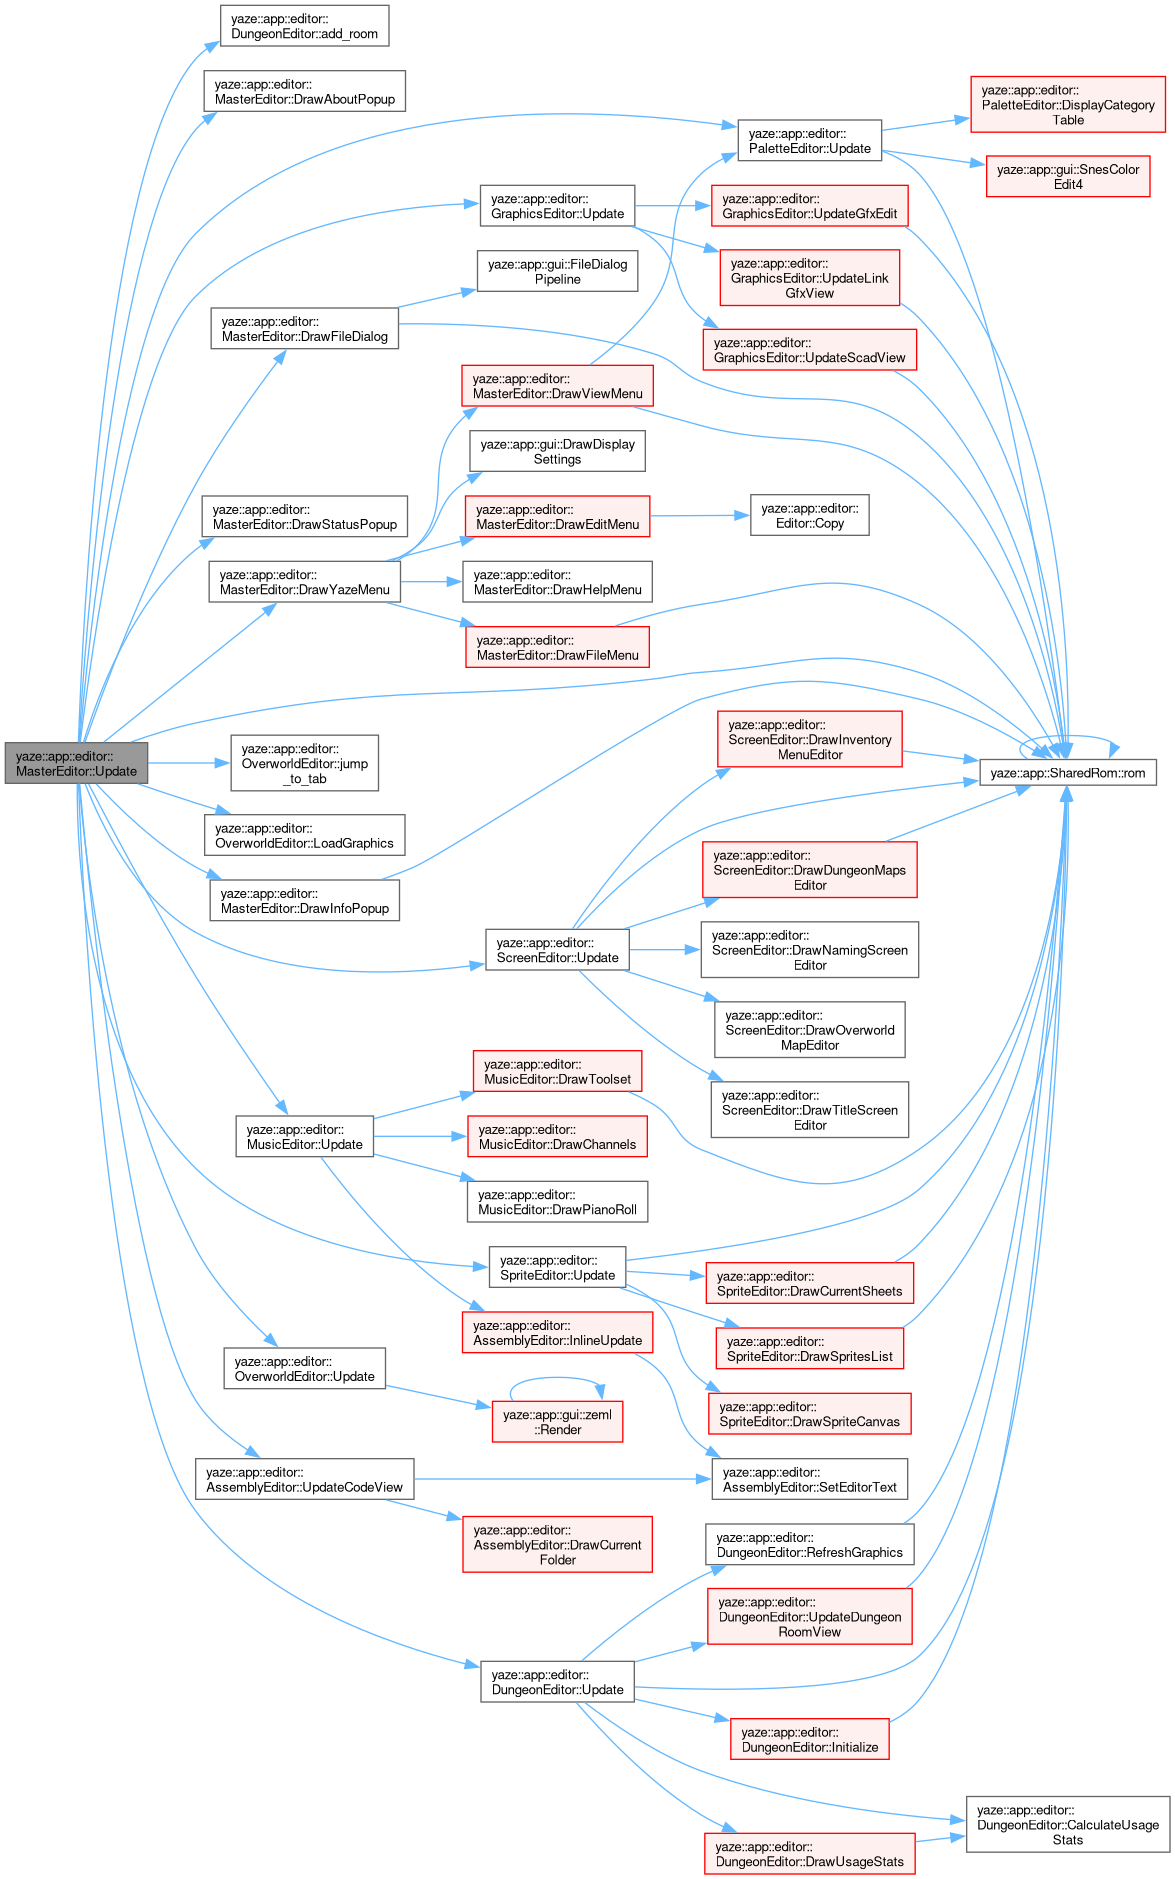 yaze::app::editor::
DungeonEditor::add_room
yaze::app::editor::
MasterEditor::DrawAboutPopup
yaze::app::editor::
PaletteEditor::DisplayCategory
Table
yaze::app::editor::
PaletteEditor::Update
yaze::app::gui::SnesColor
Edit4
yaze::app::editor::
GraphicsEditor::Update
yaze::app::editor::
GraphicsEditor::UpdateGfxEdit
yaze::app::gui::FileDialog
Pipeline
yaze::app::editor::
GraphicsEditor::UpdateLink
GfxView
yaze::app::editor::
MasterEditor::DrawFileDialog
yaze::app::editor::
GraphicsEditor::UpdateScadView
yaze::app::editor::
MasterEditor::DrawViewMenu
yaze::app::gui::DrawDisplay
Settings
yaze::app::editor::
MasterEditor::DrawStatusPopup
yaze::app::editor::
MasterEditor::DrawEditMenu
yaze::app::editor::
Editor::Copy
yaze::app::editor::
MasterEditor::DrawYazeMenu
yaze::app::editor::
MasterEditor::DrawHelpMenu
yaze::app::editor::
MasterEditor::DrawFileMenu
yaze::app::editor::
MasterEditor::Update
yaze::app::editor::
OverworldEditor::jump
_to_tab
yaze::app::editor::
ScreenEditor::DrawInventory
MenuEditor
yaze::app::SharedRom::rom
yaze::app::editor::
OverworldEditor::LoadGraphics
yaze::app::editor::
MasterEditor::DrawInfoPopup
yaze::app::editor::
ScreenEditor::DrawDungeonMaps
Editor
yaze::app::editor::
ScreenEditor::Update
yaze::app::editor::
ScreenEditor::DrawNamingScreen
Editor
yaze::app::editor::
ScreenEditor::DrawOverworld
MapEditor
yaze::app::editor::
ScreenEditor::DrawTitleScreen
Editor
yaze::app::editor::
MusicEditor::DrawToolset
yaze::app::editor::
MusicEditor::Update
yaze::app::editor::
MusicEditor::DrawChannels
yaze::app::editor::
MusicEditor::DrawPianoRoll
yaze::app::editor::
SpriteEditor::Update
yaze::app::editor::
SpriteEditor::DrawCurrentSheets
yaze::app::editor::
AssemblyEditor::InlineUpdate
yaze::app::editor::
SpriteEditor::DrawSpritesList
yaze::app::editor::
OverworldEditor::Update
yaze::app::gui::zeml
::Render
yaze::app::editor::
SpriteEditor::DrawSpriteCanvas
yaze::app::editor::
AssemblyEditor::UpdateCodeView
yaze::app::editor::
AssemblyEditor::SetEditorText
yaze::app::editor::
AssemblyEditor::DrawCurrent
Folder
yaze::app::editor::
DungeonEditor::RefreshGraphics
yaze::app::editor::
DungeonEditor::UpdateDungeon
RoomView
yaze::app::editor::
DungeonEditor::Update
yaze::app::editor::
DungeonEditor::Initialize
yaze::app::editor::
DungeonEditor::CalculateUsage
Stats
yaze::app::editor::
DungeonEditor::DrawUsageStats